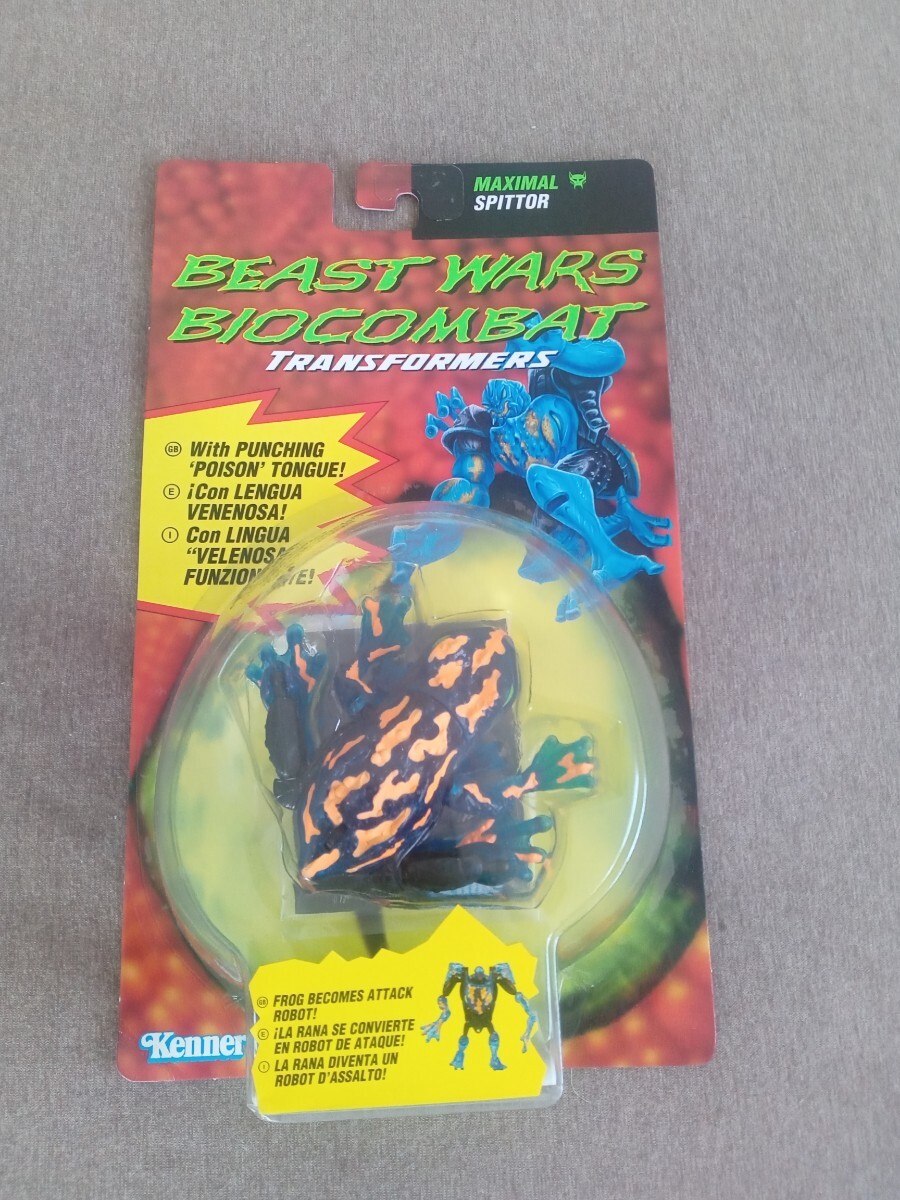 MAXIMAL
SPITTOR
BEAST WARS
BIOCOMBAT
TRANSFORMERS
GB With PUNCHING
'POISON' TONGUE!
E ¡Con LENGUA
VENENOSA!
I Con LINGUA
"VELENOSA
Kenner
GB FROG BECOMES ATTACK
ROBOT!
E ¡LA RANA SE CONVIERTE
EN ROBOT DE ATAQUE!
I LA RANA DIVENTA UN
ROBOT D'ASSALTO!